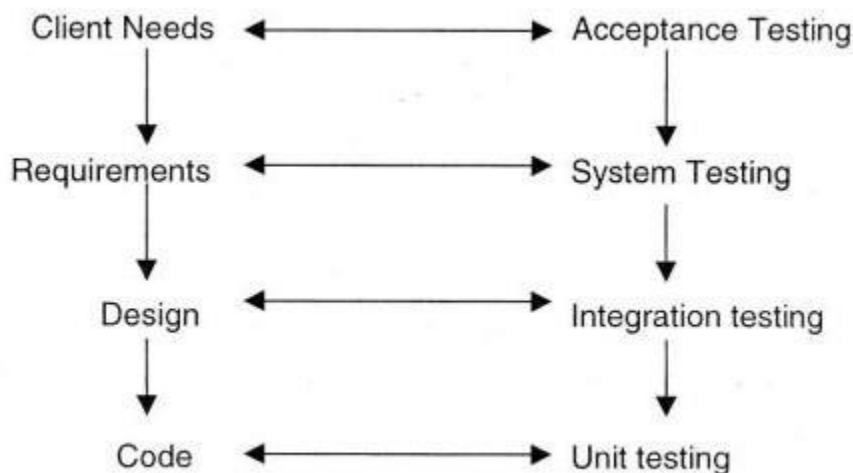 Client Needs
Acceptance Testing
Requirements
System Testing
Design
Integration testing
Code
Unit testing